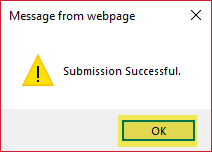 Message from webpage
Submission Successful.
OK